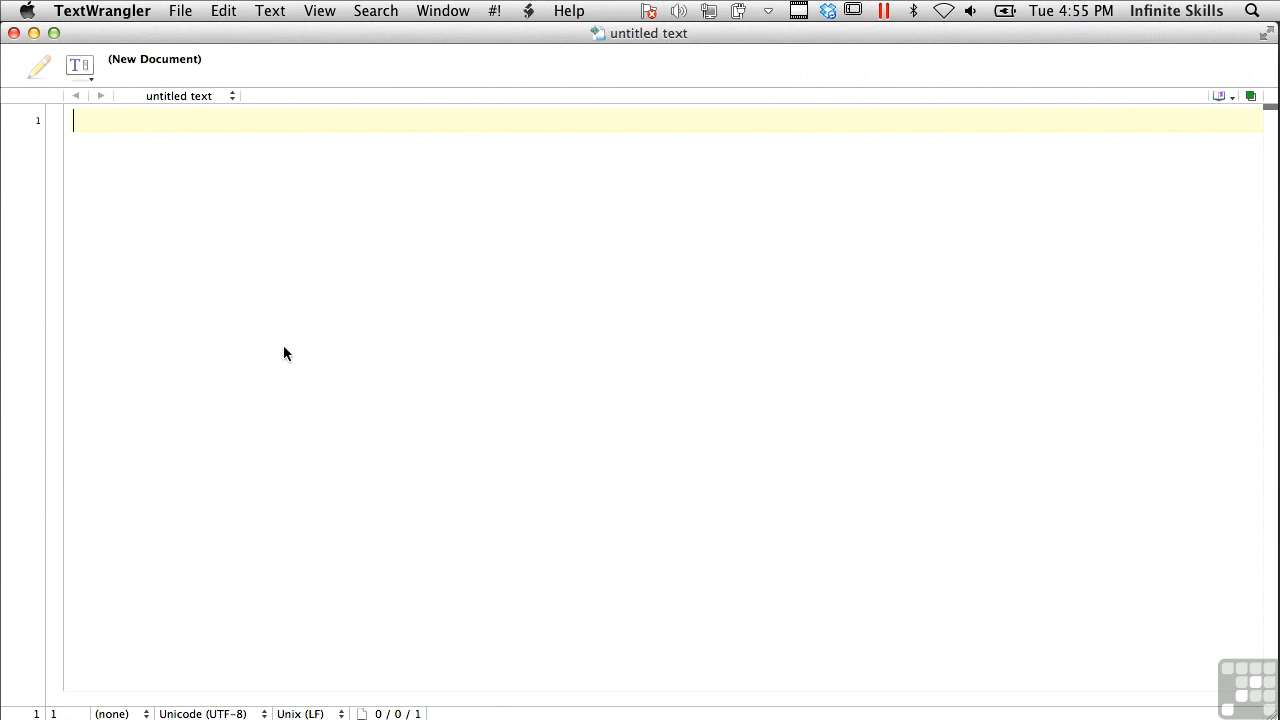 TextWrangler File Edit Text View Search Window #! Help Tue 4:55 PM Infinite Skills
untitled text
(New Document)
untitled text
1
1 1 (none) Unicode (UTF-8) Unix (LF) 0 / 0 / 1